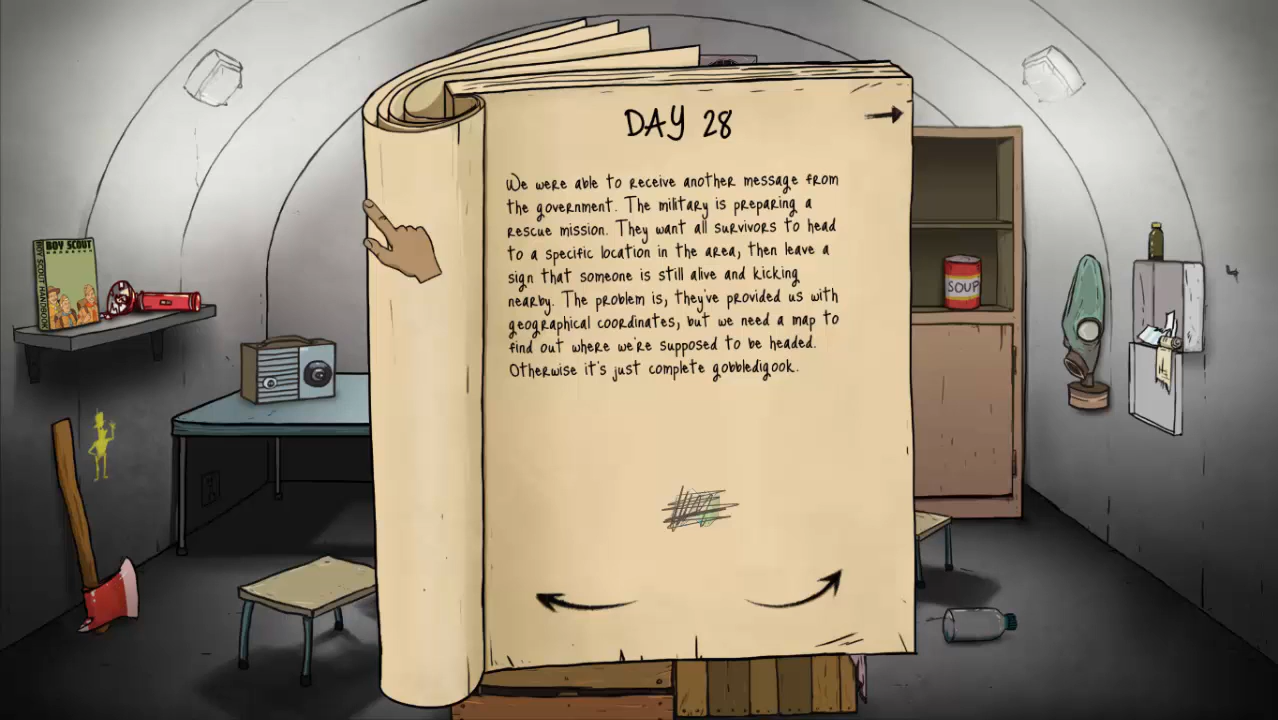 DAY 28
We were able to receive another message from
the government. The military is preparing a
rescue mission. They want all survivors to head
to a specific location in the area, then leave a
sign that someone is still alive and kicking
nearby. The problem is, they've provided us with
geographical coordinates, but we need a map to
find out where we're supposed to be headed.
Otherwise it's just complete gobbledigook.
BOY SCOUT
BOY SCOUT HANDBOOK
SOUP